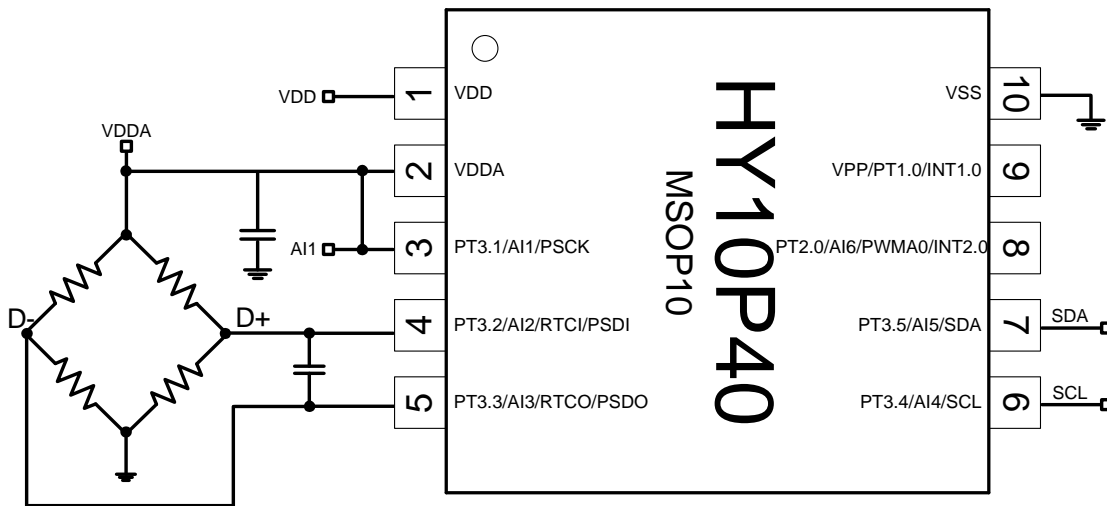 VDD
VDDA
AI1
D-
D+
1
VDD
2
VDDA
3
PT3.1/AI1/PSCK
4
PT3.2/AI2/RTCI/PSDI
5
PT3.3/AI3/RTCO/PSDO
HY10P40
MSOP10
VSS
10
VPP/PT1.0/INT1.0
9
PT2.0/AI6/PWMA0/INT2.0
8
PT3.5/AI5/SDA
7
SDA
PT3.4/AI4/SCL
6
SCL